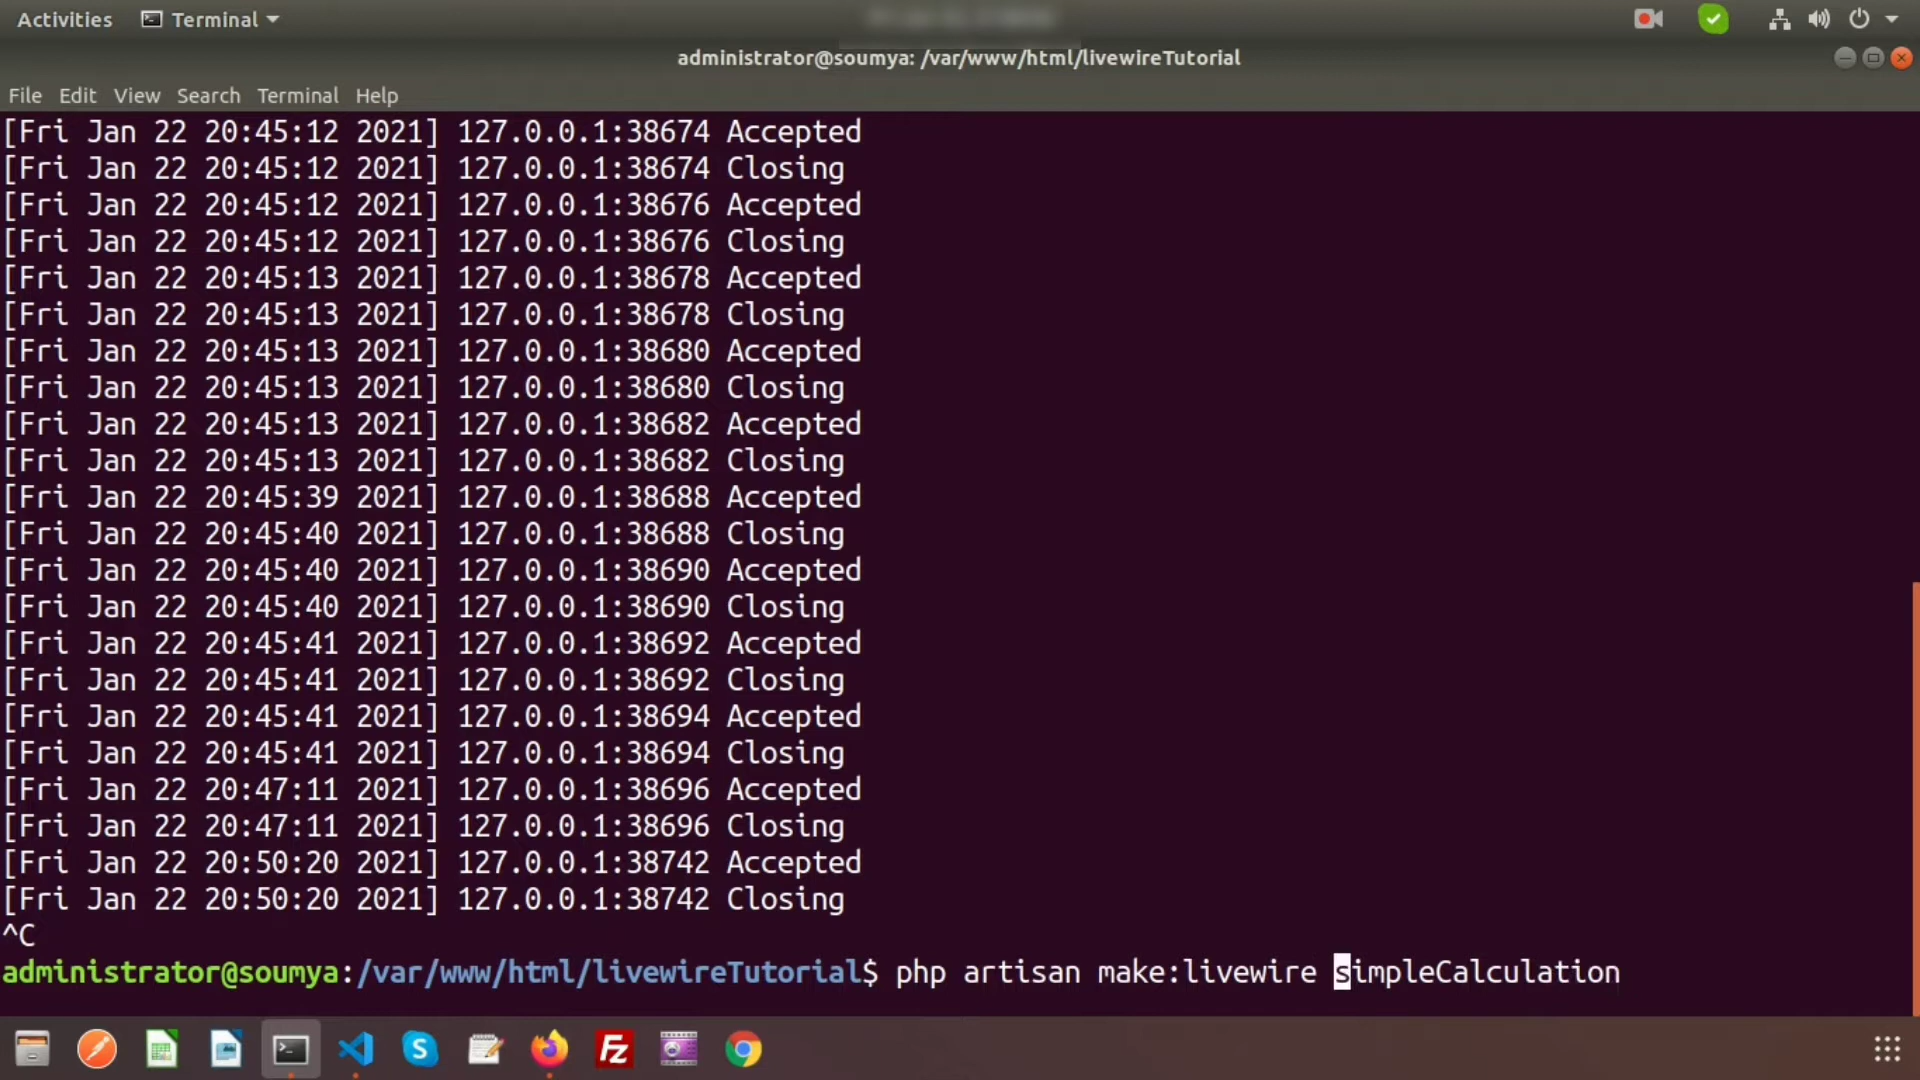 Activities Terminal
administrator@soumya: /var/www/html/livewireTutorial
File Edit View Search Terminal Help
[Fri Jan 22 20:45:12 2021] 127.0.0.1:38674 Accepted
[Fri Jan 22 20:45:12 2021] 127.0.0.1:38674 Closing
[Fri Jan 22 20:45:12 2021] 127.0.0.1:38676 Accepted
[Fri Jan 22 20:45:12 2021] 127.0.0.1:38676 Closing
[Fri Jan 22 20:45:13 2021] 127.0.0.1:38678 Accepted
[Fri Jan 22 20:45:13 2021] 127.0.0.1:38678 Closing
[Fri Jan 22 20:45:13 2021] 127.0.0.1:38680 Accepted
[Fri Jan 22 20:45:13 2021] 127.0.0.1:38680 Closing
[Fri Jan 22 20:45:13 2021] 127.0.0.1:38682 Accepted
[Fri Jan 22 20:45:13 2021] 127.0.0.1:38682 Closing
[Fri Jan 22 20:45:39 2021] 127.0.0.1:38688 Accepted
[Fri Jan 22 20:45:40 2021] 127.0.0.1:38688 Closing
[Fri Jan 22 20:45:40 2021] 127.0.0.1:38690 Accepted
[Fri Jan 22 20:45:40 2021] 127.0.0.1:38690 Closing
[Fri Jan 22 20:45:41 2021] 127.0.0.1:38692 Accepted
[Fri Jan 22 20:45:41 2021] 127.0.0.1:38692 Closing
[Fri Jan 22 20:45:41 2021] 127.0.0.1:38694 Accepted
[Fri Jan 22 20:45:41 2021] 127.0.0.1:38694 Closing
[Fri Jan 22 20:47:11 2021] 127.0.0.1:38696 Accepted
[Fri Jan 22 20:47:11 2021] 127.0.0.1:38696 Closing
[Fri Jan 22 20:50:20 2021] 127.0.0.1:38742 Accepted
[Fri Jan 22 20:50:20 2021] 127.0.0.1:38742 Closing
^C
administrator@soumya:/var/www/html/livewireTutorial$ php artisan make:livewire simpleCalculation